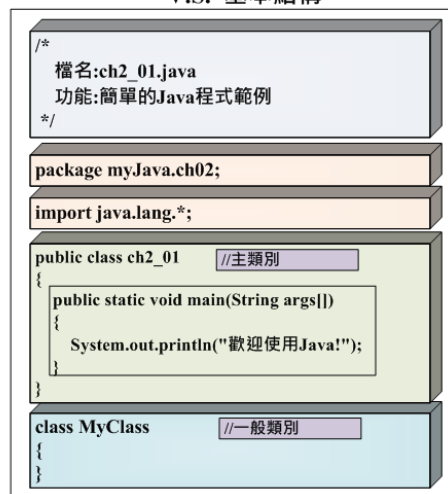 /*
檔名:ch2_01.java
功能:簡單的Java程式範例
*/
package myJava.ch02;
import java.lang.*;
public class ch2_01 //主類別
{
public static void main(String args[])
{
System.out.println("歡迎使用Java!");
}
}
class MyClass //一般類別
{
}